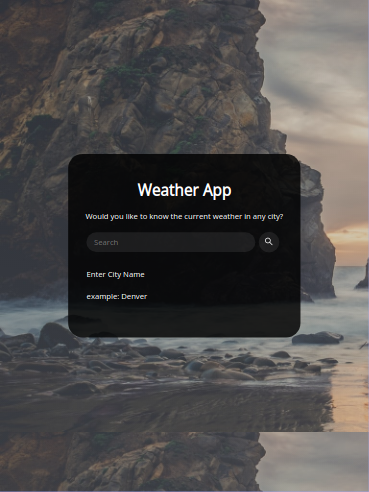 Weather App
Would you like to know the current weather in any city?
Search
Enter City Name
example: Denver